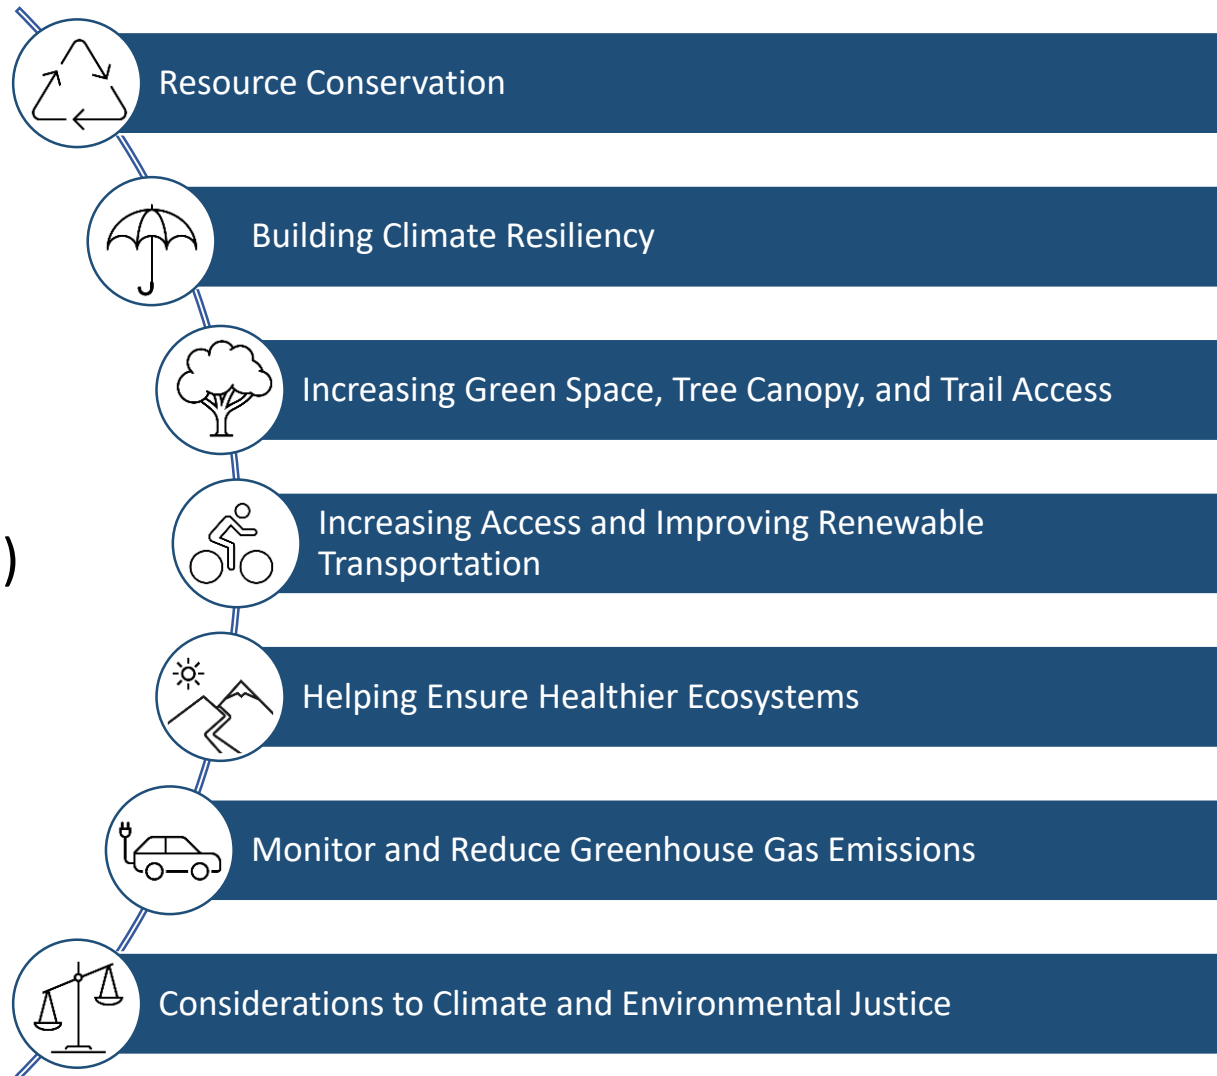 Resource Conservation
Building Climate Resiliency
Increasing Green Space, Tree Canopy, and Trail Access
)
Increasing Access and Improving Renewable
Transportation
Helping Ensure Healthier Ecosystems
Monitor and Reduce Greenhouse Gas Emissions
Considerations to Climate and Environmental Justice